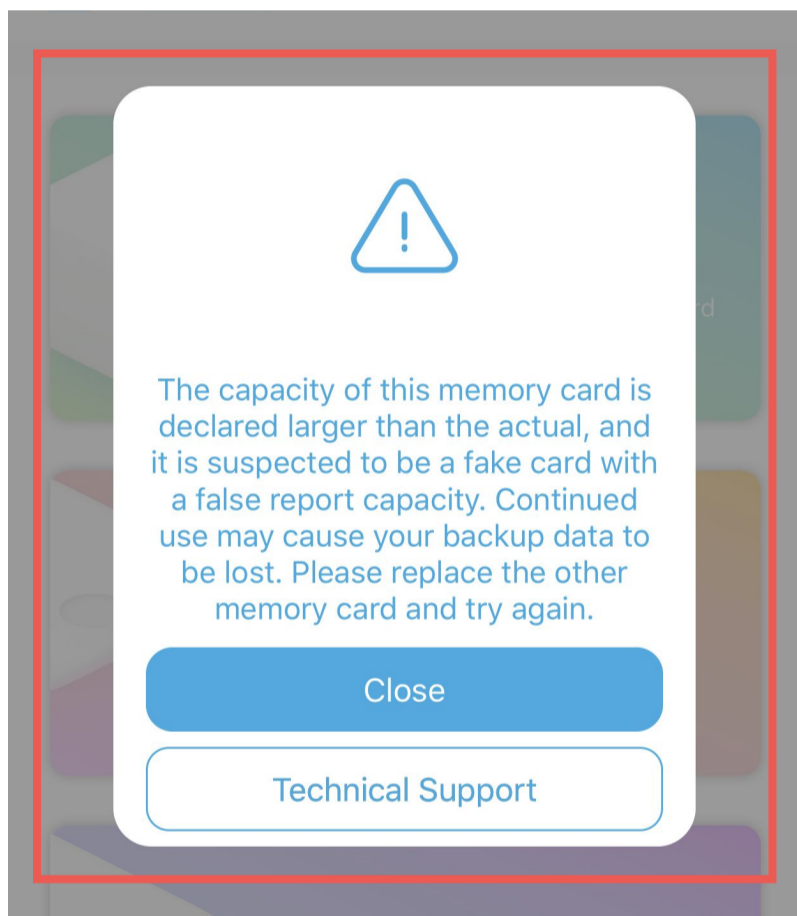 The capacity of this memory card is
declared larger than the actual, and
it is suspected to be a fake card with
a false report capacity. Continued
use may cause your backup data to
be lost. Please replace the other
memory card and try again.
Close
Technical Support